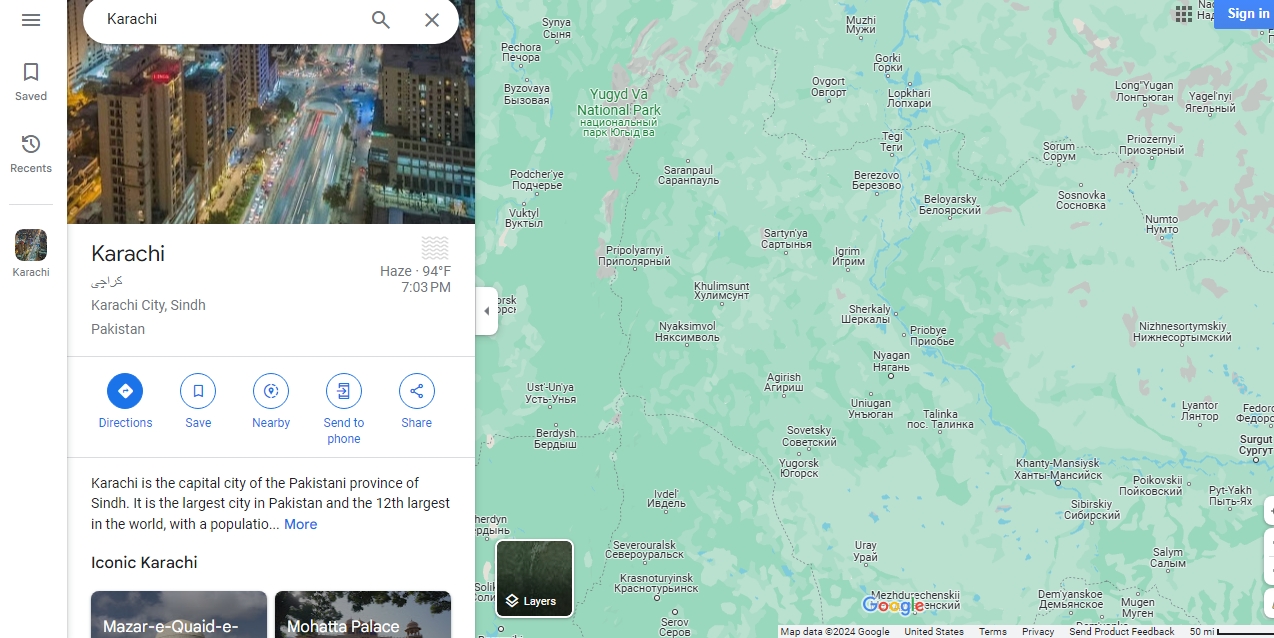 Karachi
Saved
Recents
Karachi
Karachi
کراچی
Karachi City, Sindh
Pakistan
Haze · 94°F
7:03 PM
Directions
Save
Nearby
Send to
phone
Share
Karachi is the capital city of the Pakistani province of
Sindh. It is the largest city in Pakistan and the 12th largest
in the world, with a populatio... More
Iconic Karachi
Mazar-e-Quaid-e-
Mohatta Palace
Sign in
Synya
Сыня
Pechora
Печора
Byzovaya
Бызовая
Yugyd Va
National Park
национальный
парк Югыд ва
Muzhi
Мужи
Gorki
Горки
Ovgort
Овгорт
Lopkhari
Лопхари
Long'Yugan
Лонгъюган
Yagel'nyi
Ягельный
Tegi
Теги
Priozernyi
Приозерный
Sorum
Сорум
Saranpaul
Саранпауль
Podcher'ye
Подчерье
Berezovo
Березово
Beloyarsky
Белоярский
Sosnovka
Сосновка
Vuktyl
Вуктыл
Numto
Нумто
Sartyn'ya
Сартынья
Pripolyarnyi
Приполярный
Igrim
Игрим
Khulimsunt
Хулимсунт
Sherkaly
Шеркалы
Nyaksimvol
Няксимволь
Priobye
Приобье
Nizhnesortymskiy
Нижнесортымский
Nyagan
Нягань
Agirish
Агириш
Ust'-Un'ya
Усть-Унья
Uniugan
Унъюган
Talinka
пос. Талинка
Lyantor
Лянтор
Berdysh
Бердыш
Sovetsky
Советский
Surgut
Сургут
Yugorsk
Югорск
Khanty-Mansiysk
Ханты-Мансийск
Poikovskii
Пойковский
Pyt-Yakh
Пыть-Ях
Ivdel'
Ивдель
Sibirskiy
Сибирский
Severouralsk
Североуральск
Uray
Урай
Salym
Салым
Krasnoturyinsk
Краснотурьинск
Dem'yanskoe
Демьянское
Mugen
Муген
Serov
Серов
Layers
Google
Map data ©2024 Google United States Terms Privacy Send Product Feedback 50 mi